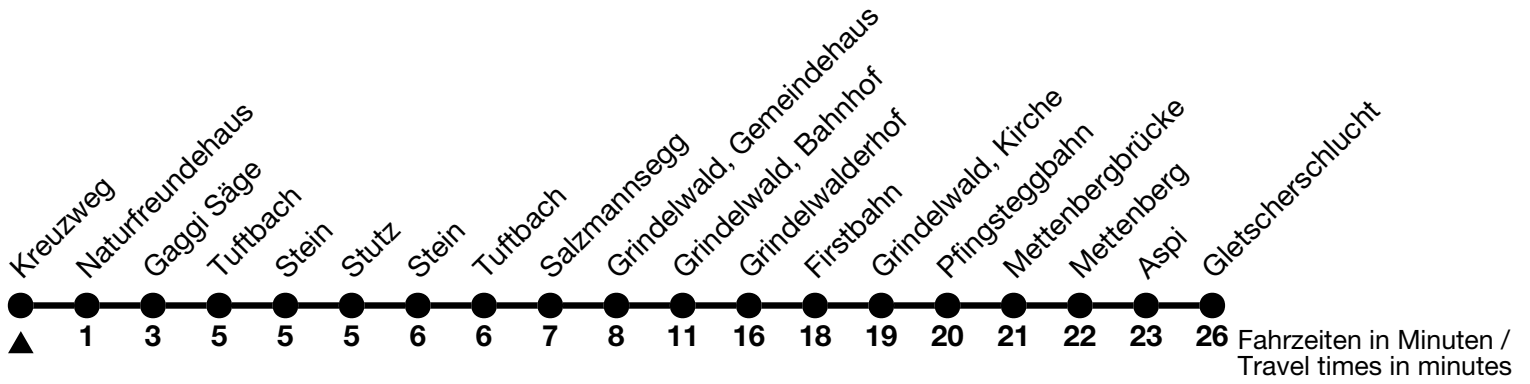 Kreuzweg
Naturfreundehaus
Gaggi Säge
Tuftbach
Stein
Stutz
Stein
Tuftbach
Salzmannsegg
Grindelwald, Gemeindehaus
Grindelwald, Bahnhof
Grindelwalderhof
Firstbahn
Grindelwald, Kirche
Pfingsteggbahn
Mettenbergbrücke
Mettenberg
Aspi
Gletscherschlucht
1 3 5 5 5 6 6 7 8 11 16 18 19 20 21 22 23 26
Fahrzeiten in Minuten /
Travel times in minutes